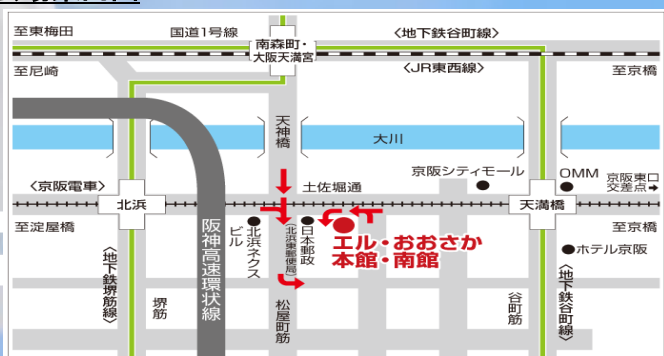 至東梅田
国道1号線
南森町・
大阪天満宮
〈地下鉄谷町線〉
至尼崎
〈JR東西線〉
至京橋
天神橋
大川
京阪シティモール
OMM
京阪東口
交差点→
〈京阪電車〉
北浜
土佐堀通
天満橋
至淀屋橋
阪神高速環状線
北浜ネクス
ビル
(北浜東郵便局)
日本郵政
エル・おおさか
本館・南館
至京橋
ホテル京阪
〈地下鉄堺筋線〉
堺筋
松屋町筋
谷町筋
〈地下鉄谷町線〉